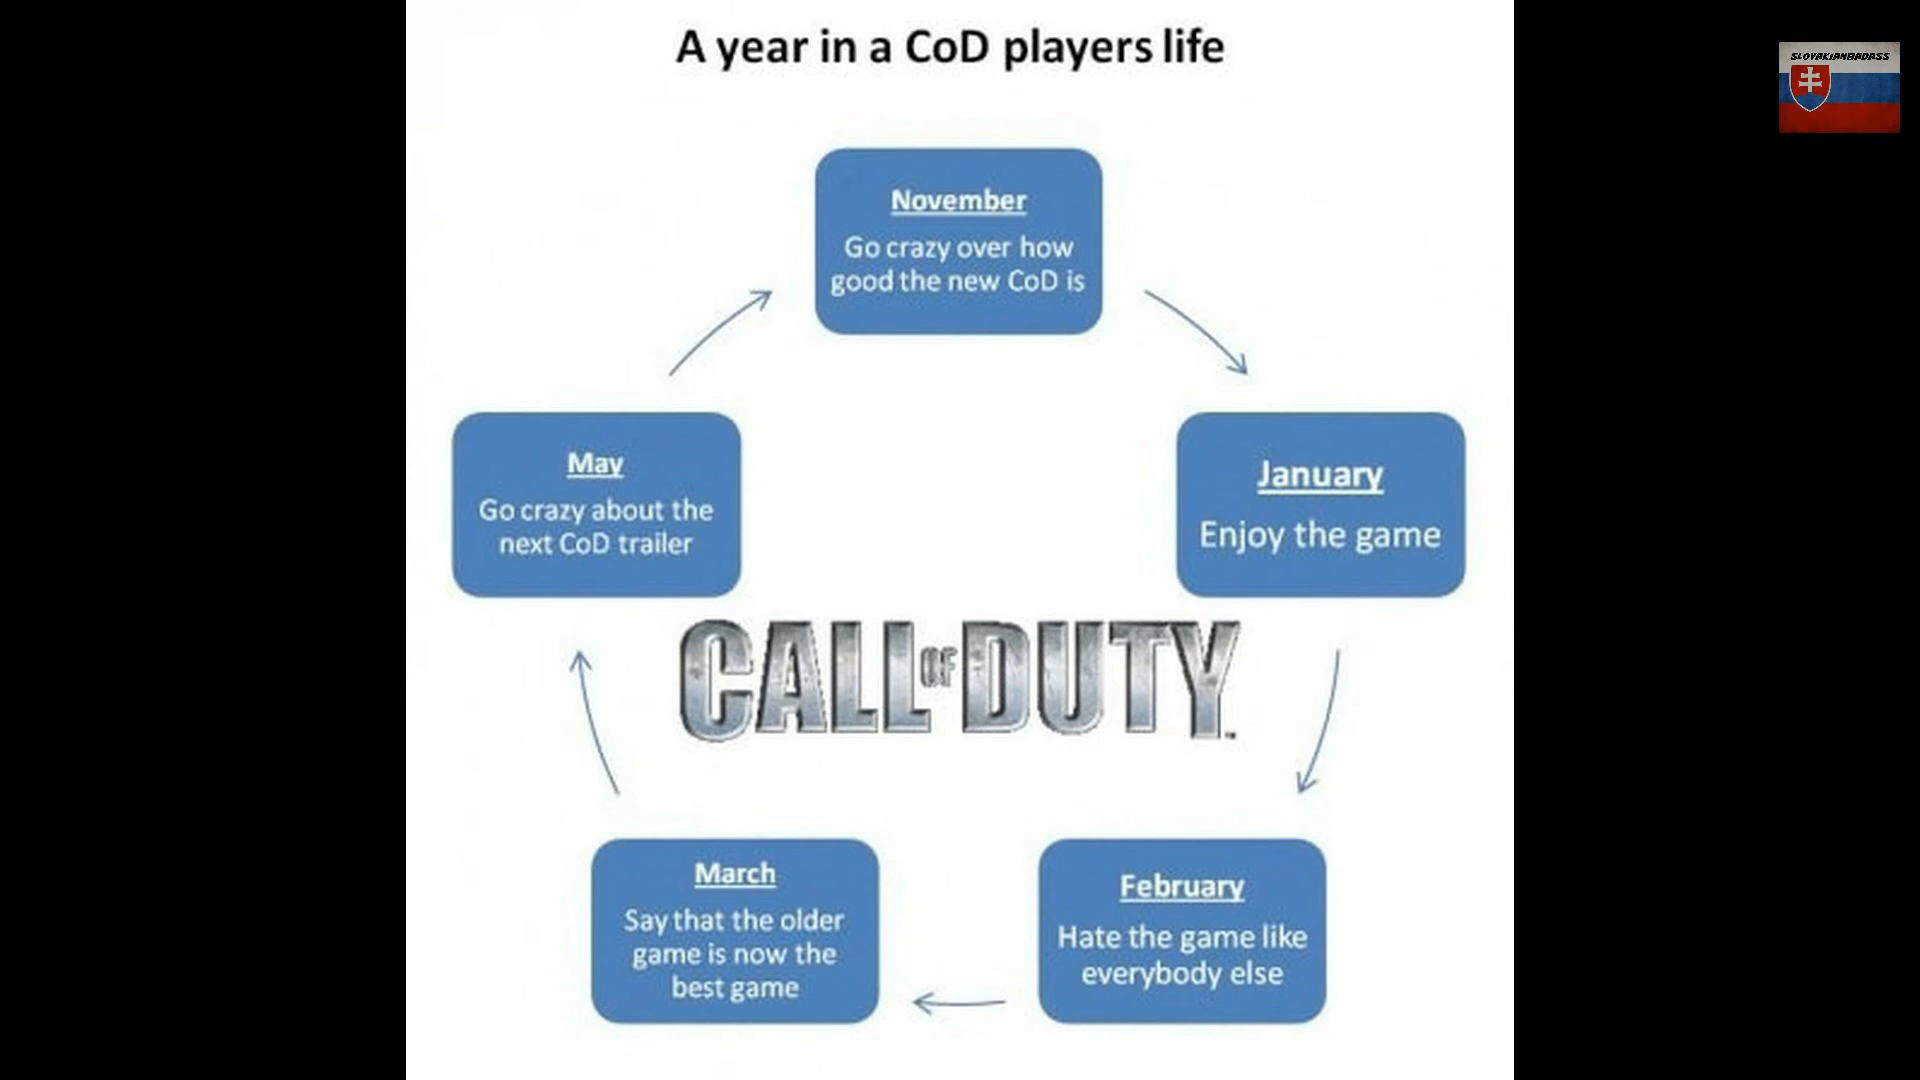 A year in a CoD players life
SLOVAKIANBADASS
November
Go crazy over how
good the new CoD is
January
Enjoy the game
February
Hate the game like
everybody else
March
Say that the older
game is now the
best game
May
Go crazy about the
next CoD trailer
CALL OF DUTY™